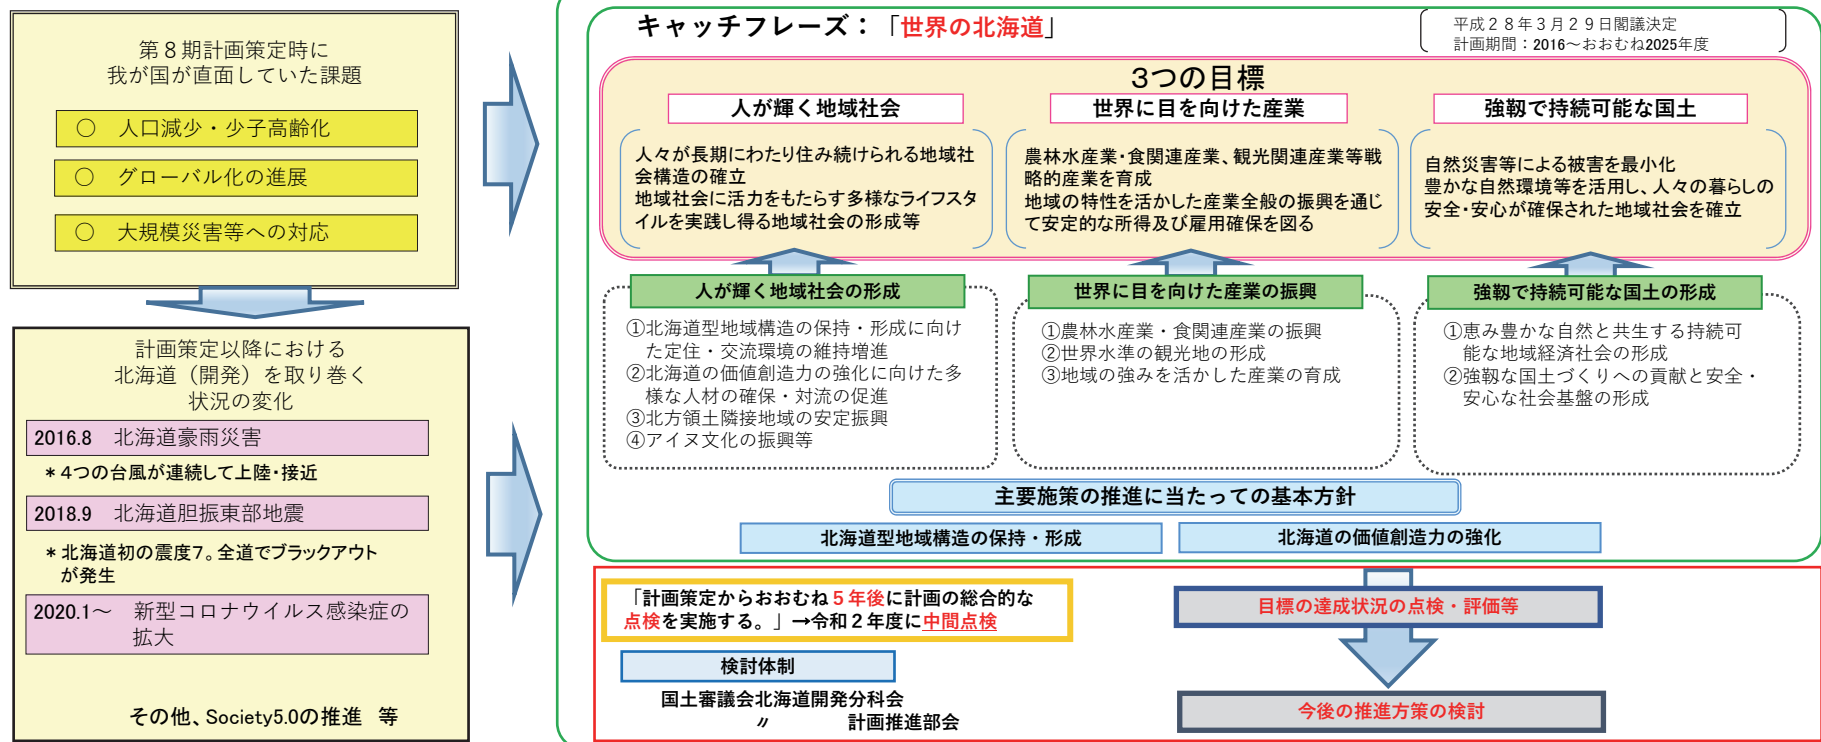 第８期計画策定時に
我が国が直面していた課題
○　人口減少・少子高齢化
○　グローバル化の進展
○　大規模災害等への対応
計画策定以降における
北海道（開発）を取り巻く
状況の変化
2016.8　北海道豪雨災害
＊４つの台風が連続して上陸・接近
2018.9　北海道胆振東部地震
＊北海道初の震度７。全道でブラックアウト
が発生
2020.1～　新型コロナウイルス感染症の
拡大
その他、Society5.0の推進　等
キャッチフレーズ：「世界の北海道」
平成２８年３月２９日閣議決定
計画期間：2016～おおむね2025年度
３つの目標
人が輝く地域社会
人々が長期にわたり住み続けられる地域社
会構造の確立
地域社会に活力をもたらす多様なライフスタ
イルを実践し得る地域社会の形成等
世界に目を向けた産業
農林水産業・食関連産業、観光関連産業等戦
略的産業を育成
地域の特性を活かした産業全般の振興を通じ
て安定的な所得及び雇用確保を図る
強靱で持続可能な国土
自然災害等による被害を最小化
豊かな自然環境等を活用し、人々の暮らしの
安全・安心が確保された地域社会を確立
人が輝く地域社会の形成
①北海道型地域構造の保持・形成に向け
た定住・交流環境の維持増進
②北海道の価値創造力の強化に向けた多
様な人材の確保・対流の促進
③北方領土隣接地域の安定振興
④アイヌ文化の振興等
世界に目を向けた産業の振興
①農林水産業・食関連産業の振興
②世界水準の観光地の形成
③地域の強みを活かした産業の育成
強靱で持続可能な国土の形成
①恵み豊かな自然と共生する持続可
能な地域経済社会の形成
②強靱な国土づくりへの貢献と安全・
安心な社会基盤の形成
主要施策の推進に当たっての基本方針
北海道型地域構造の保持・形成
北海道の価値創造力の強化
「計画策定からおおむね５年後に計画の総合的な
点検を実施する。」→令和２年度に中間点検
検討体制
国土審議会北海道開発分科会
〃　計画推進部会
目標の達成状況の点検・評価等
今後の推進方策の検討